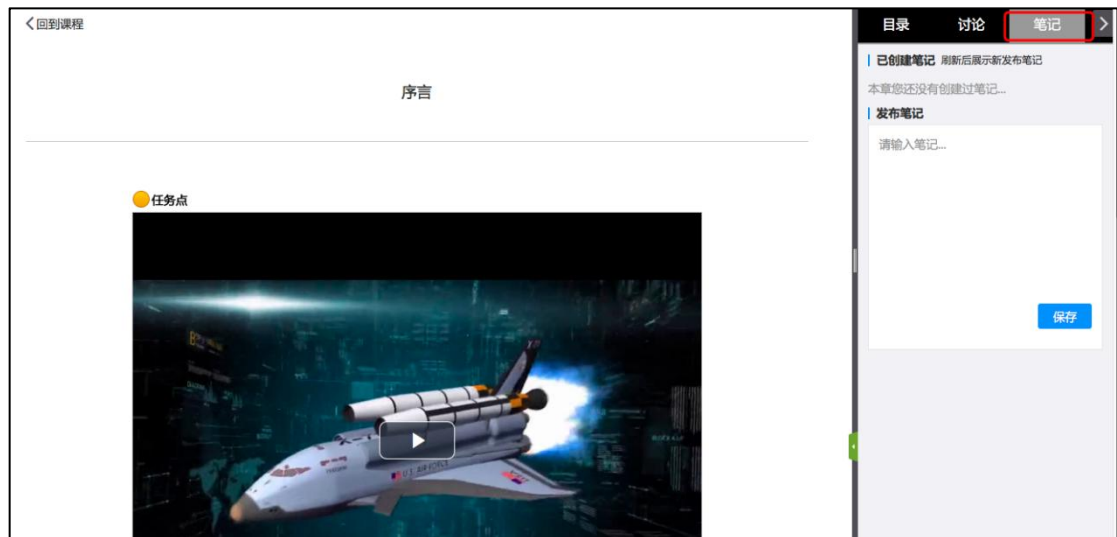 回到课程
序言
任务点
U.S. AIR FORCE
目录 讨论 笔记
已创建笔记 刷新后展示新发布笔记
本章您还没有创建过笔记...
发布笔记
请输入笔记...
保存